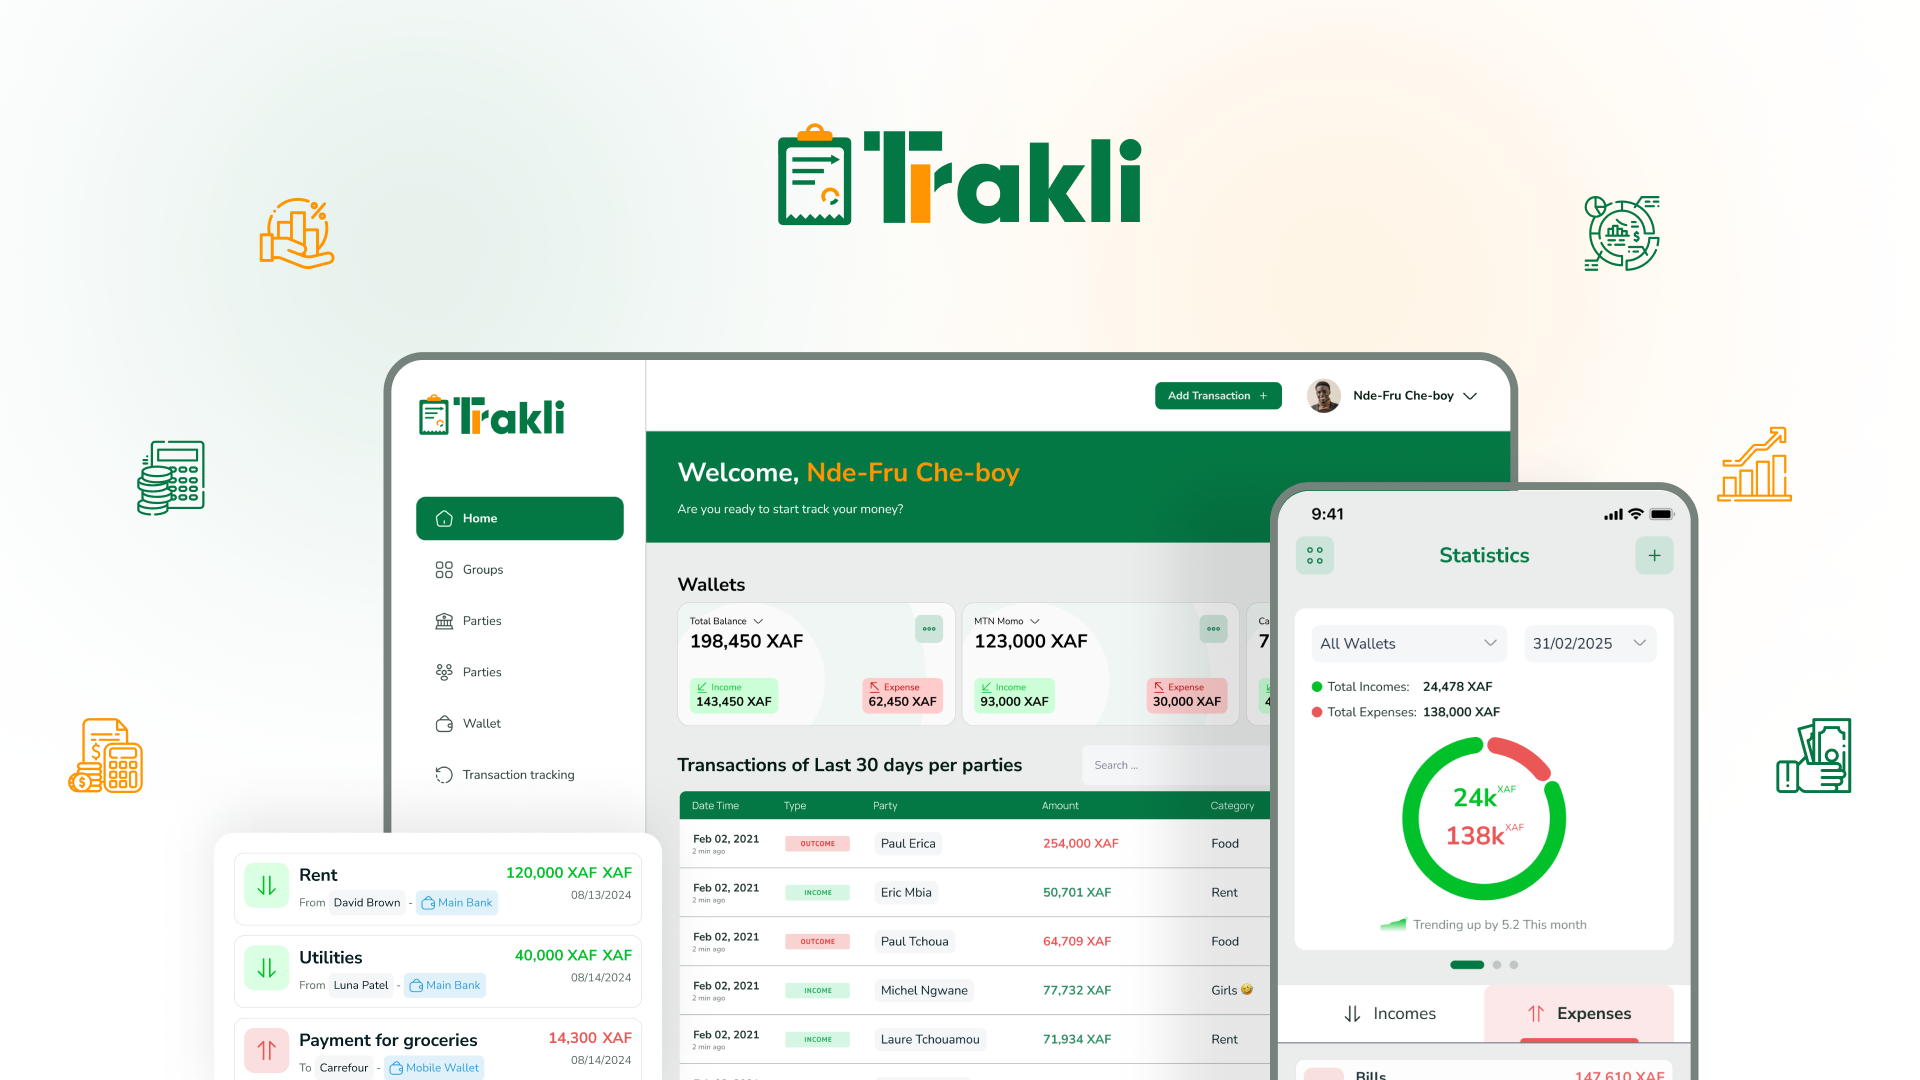 Trakli
Trakli
Add Transaction +
Nde-Fru Che-boy
Welcome, Nde-Fru Che-boy
Are you ready to start track your money?
Home
Groups
Parties
Parties
Wallet
Transaction tracking
Wallets
Total Balance
198,450 XAF
Income
143,450 XAF
Expense
62,450 XAF
MTN Momo
123,000 XAF
Income
93,000 XAF
Expense
30,000 XAF
Ca
7
4
Transactions of Last 30 days per parties
Search ...
Date Time Type Party Amount Category
Feb 02, 2021 OUTCOME Paul Erica 254,000 XAF Food
2 min ago
Feb 02, 2021 INCOME Eric Mbia 50,701 XAF Rent
2 min ago
Feb 02, 2021 OUTCOME Paul Tchoua 64,709 XAF Food
2 min ago
Feb 02, 2021 INCOME Michel Ngwane 77,732 XAF Girls 🤣
2 min ago
Feb 02, 2021 INCOME Laure Tchouamou 71,934 XAF Rent
2 min ago
Rent 120,000 XAF XAF
From David Brown - Main Bank 08/13/2024
Utilities 40,000 XAF XAF
From Luna Patel - Main Bank 08/14/2024
Payment for groceries 14,300 XAF
To Carrefour - Mobile Wallet 08/14/2024
9:41
Statistics
+
All Wallets 31/02/2025
Total Incomes: 24,478 XAF
Total Expenses: 138,000 XAF
24k XAF
138k XAF
Trending up by 5.2 This month
Incomes Expenses
Bills 147,610 XAF